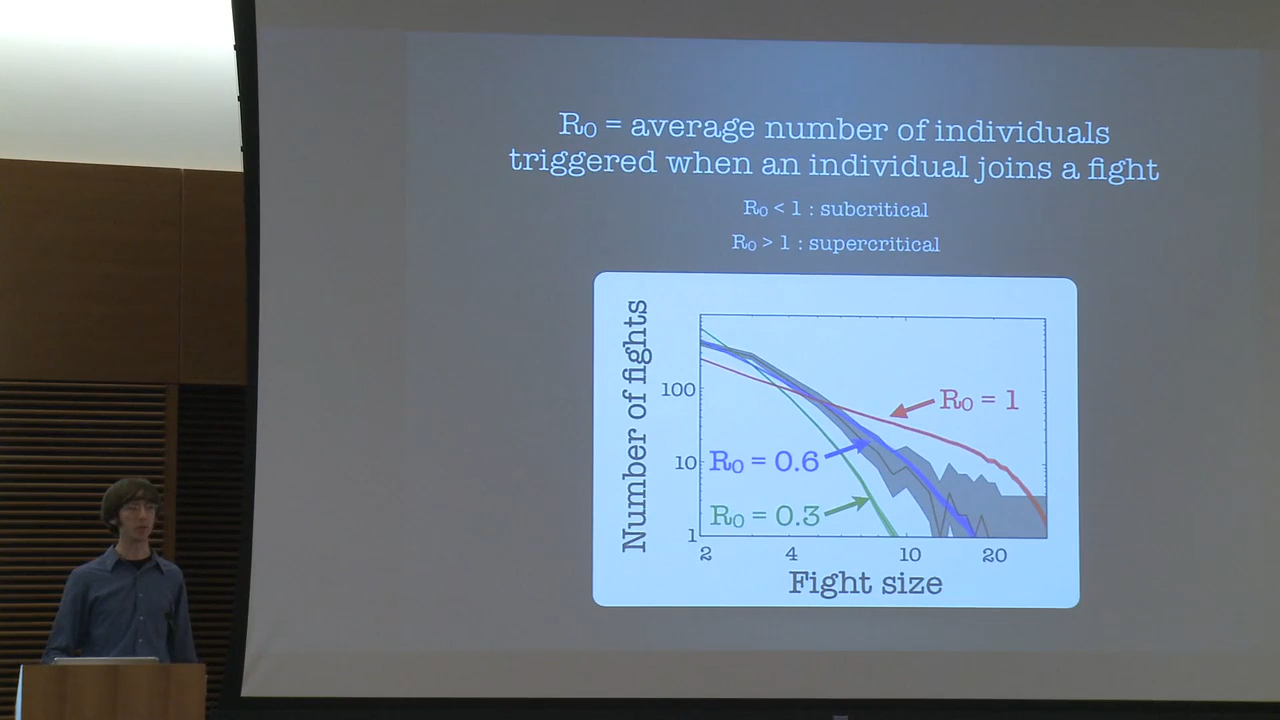 R₀ = average number of individuals
triggered when an individual joins a fight
R₀ < 1 : subcritical
R₀ > 1 : supercritical
Number of fights
100
10
1
R₀ = 1
R₀ = 0.6
R₀ = 0.3
2 4 10 20
Fight size